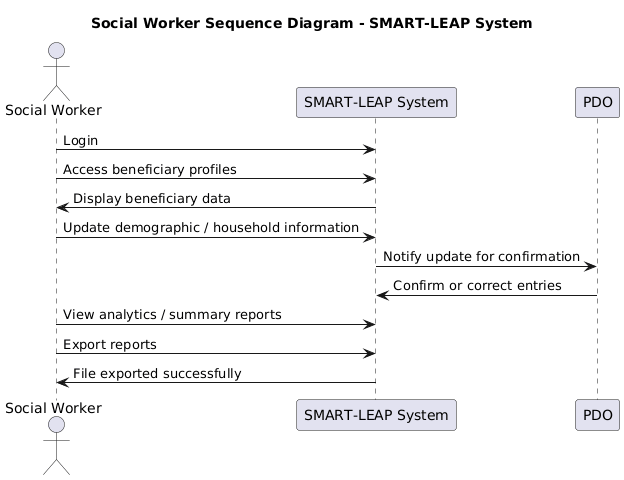 Social Worker Sequence Diagram - SMART-LEAP System
Social Worker
SMART-LEAP System
PDO
Login
Access beneficiary profiles
Display beneficiary data
Update demographic / household information
Notify update for confirmation
Confirm or correct entries
View analytics / summary reports
Export reports
File exported successfully
Social Worker
SMART-LEAP System
PDO